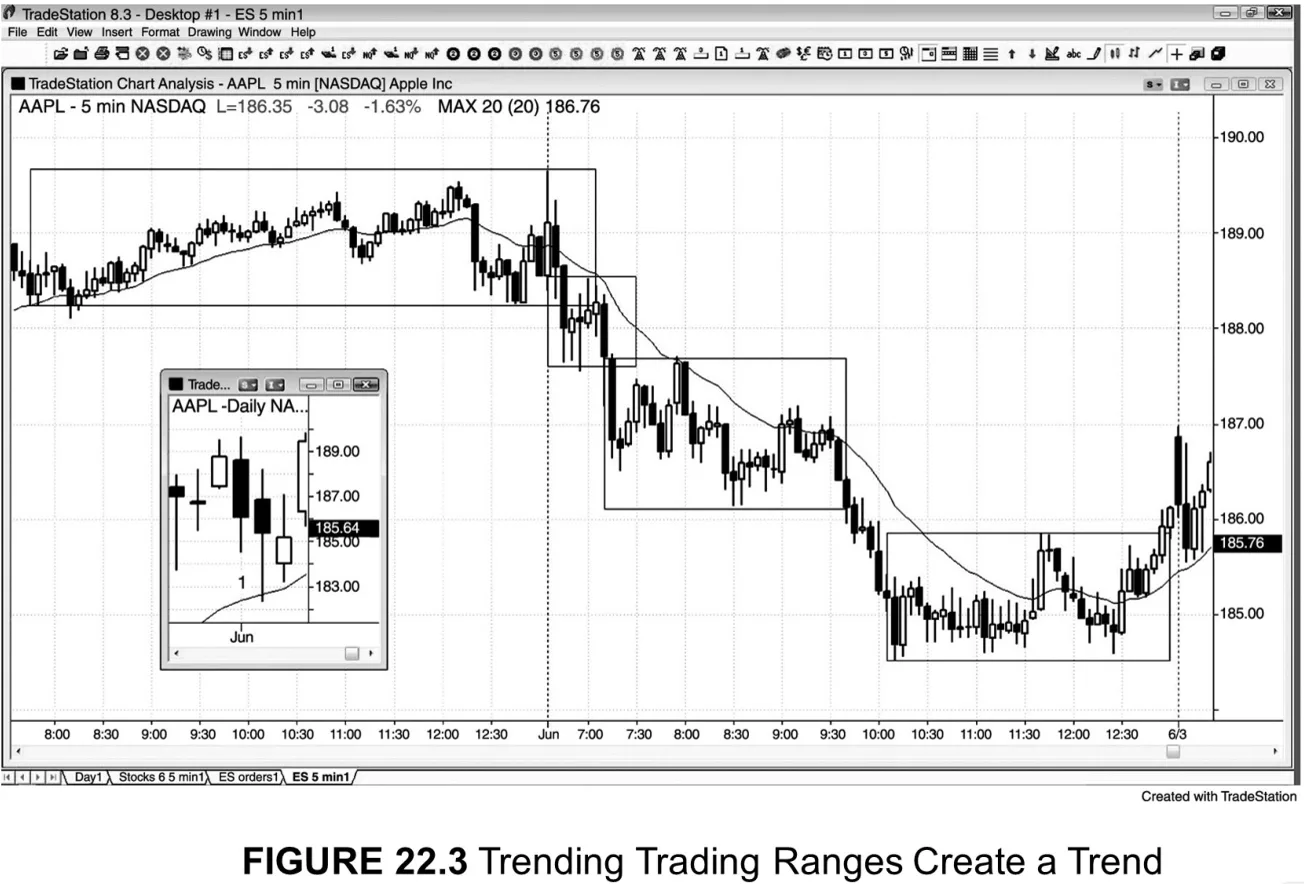 TradeStation 8.3 - Desktop #1 - ES 5 min1
File Edit View Insert Format Drawing Window Help
TradeStation Chart Analysis - AAPL 5 min [NASDAQ] Apple Inc
AAPL - 5 min NASDAQ L=186.35 -3.08 -1.63% MAX 20 (20) 186.76
190.00
189.00
188.00
187.00
186.00
185.76
185.00
Trade...
AAPL -Daily NA...
189.00
187.00
185.64
185.00
183.00
1
Jun
8:00 8:30 9:00 9:30 10:00 10:30 11:00 11:30 12:00 12:30 Jun 7:00 7:30 8:00 8:30 9:00 9:30 10:00 10:30 11:00 11:30 12:00 12:30 6/3
Day1 Stocks 6 5 min1 ES orders1 ES 5 min1
Created with TradeStation
FIGURE 22.3 Trending Trading Ranges Create a Trend